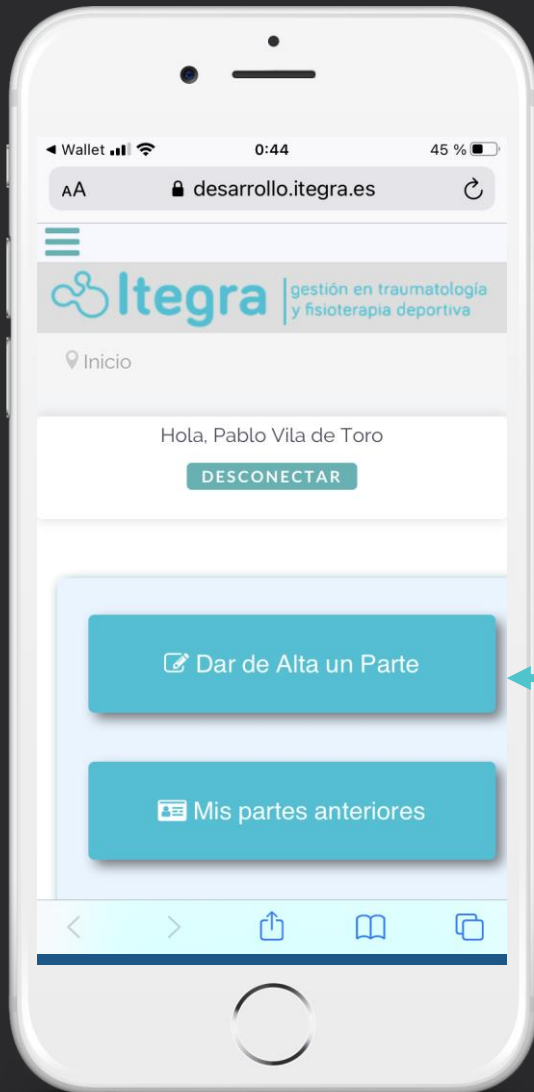 ◀ Wallet 0:44 45 %
AA desarrollo.itegra.es
Itegra gestión en traumatología
y fisioterapia deportiva
Inicio
Hola, Pablo Vila de Toro
DESCONECTAR
Dar de Alta un Parte
Mis partes anteriores